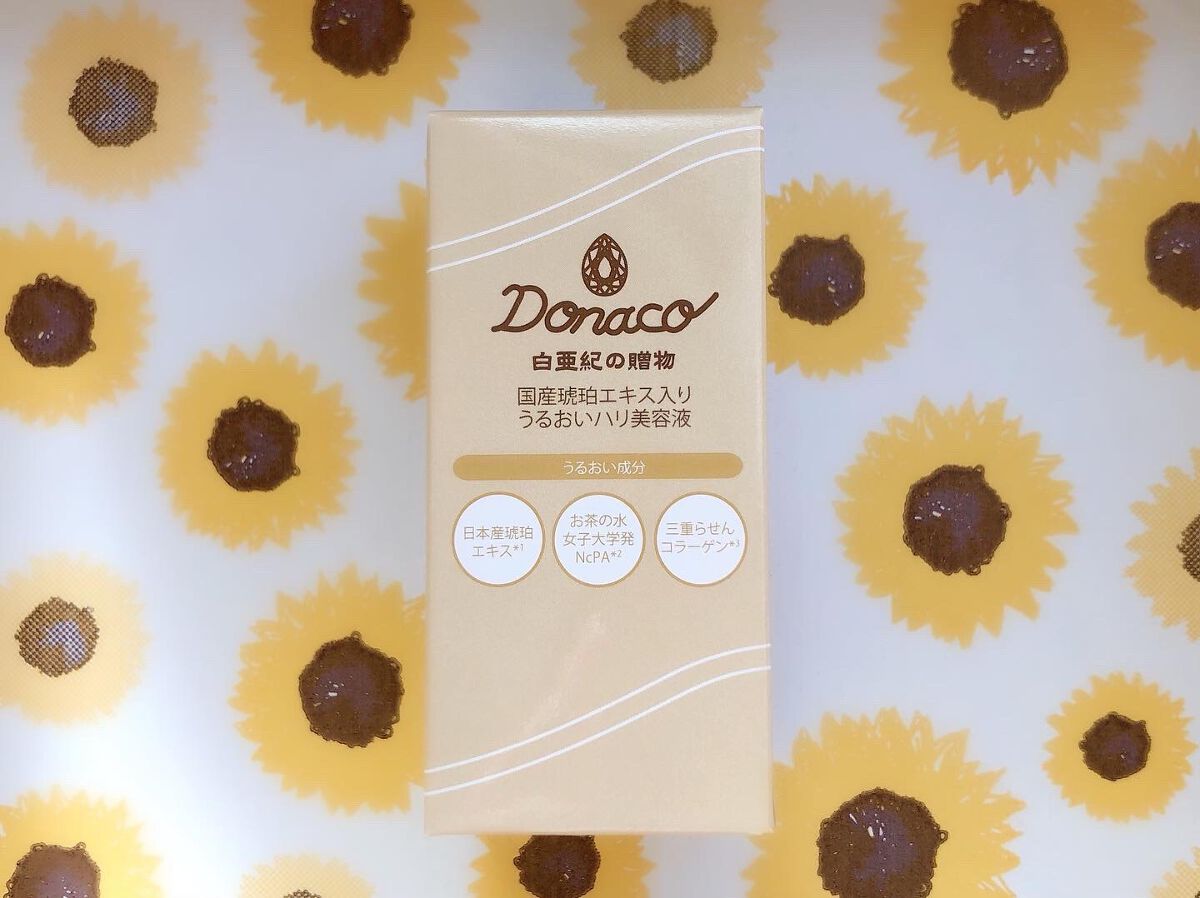 Donaco
白亜紀の贈物
国産琥珀エキス入り
うるおいハリ美容液
うるおい成分
日本産琥珀
エキス*1
お茶の水
女子大学発
NcPA*2
三重らせん
コラーゲン*3